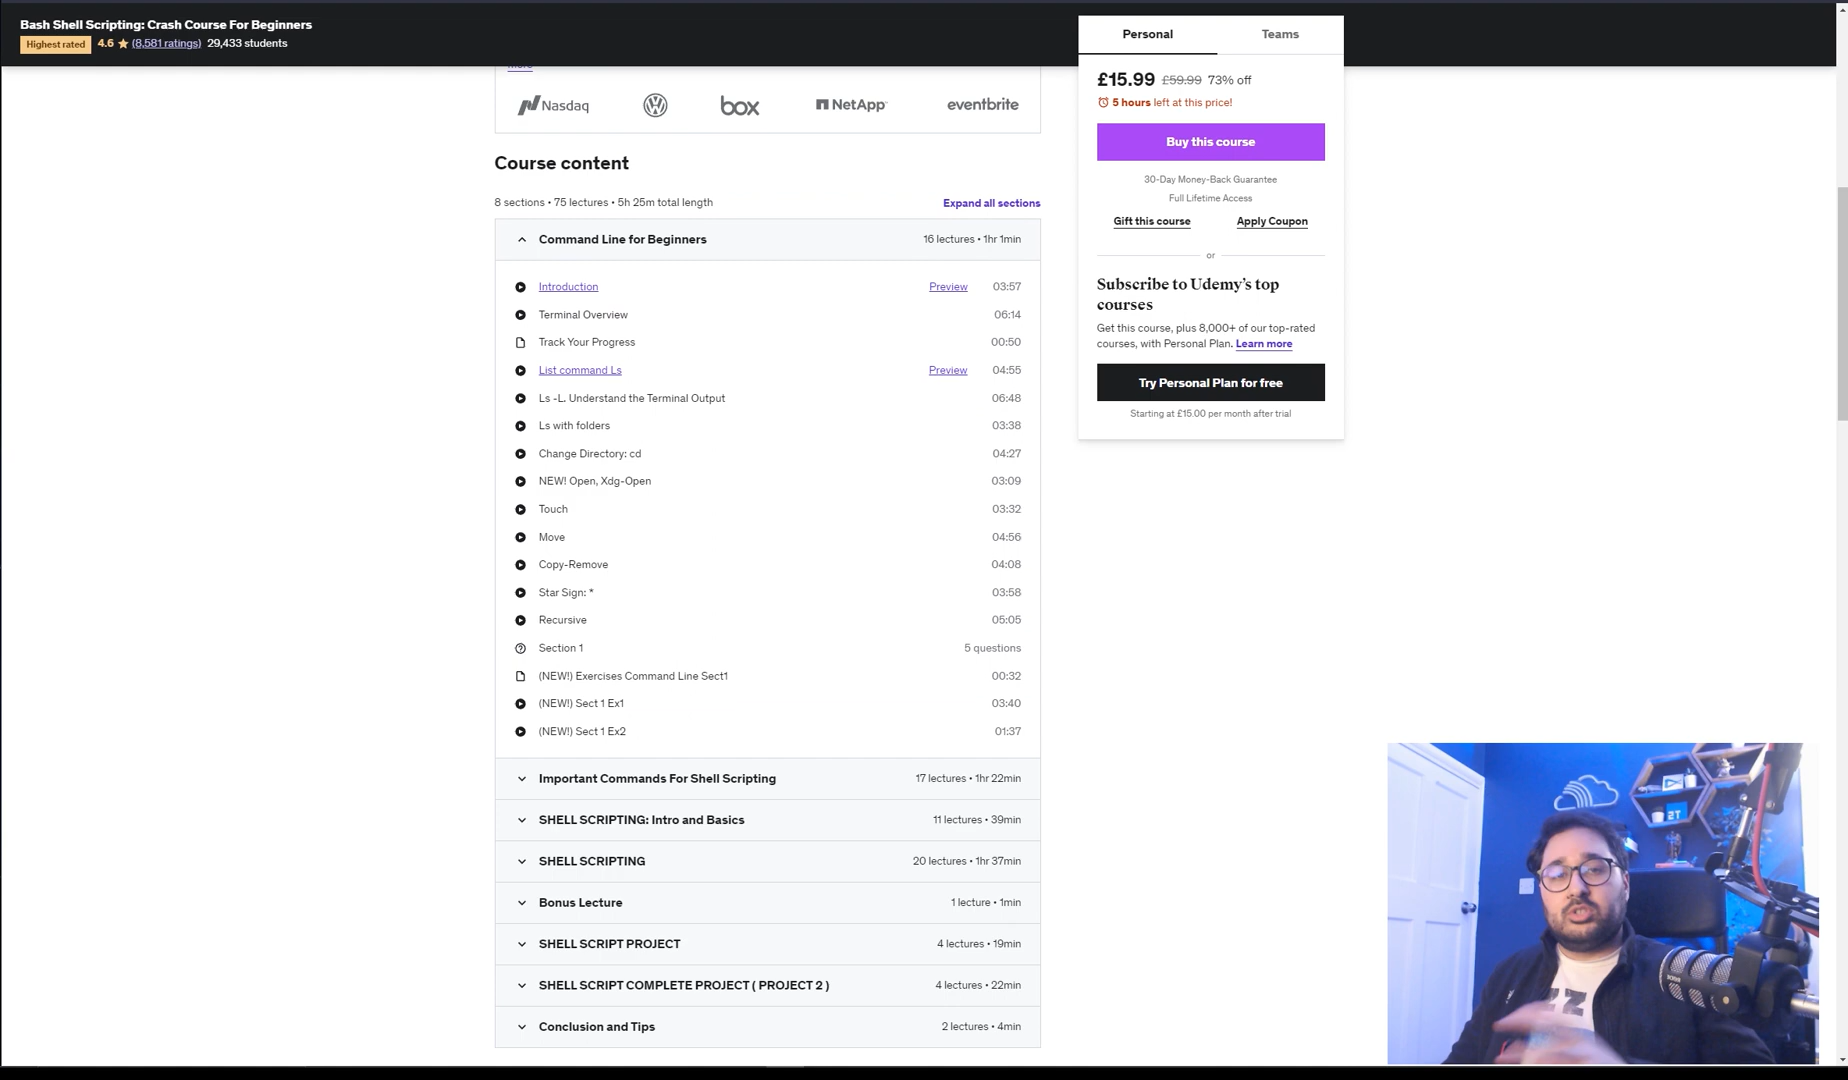 Bash Shell Scripting: Crash Course For Beginners
Highest rated 4.6 (8,581 ratings) 29,433 students
more
Nasdaq box NetApp eventbrite
Course content
8 sections • 75 lectures • 5h 25m total length Expand all sections
Command Line for Beginners 16 lectures • 1hr 1min
Introduction Preview 03:57
Terminal Overview 06:14
Track Your Progress 00:50
List command Ls Preview 04:55
Ls -L. Understand the Terminal Output 06:48
Ls with folders 03:38
Change Directory: cd 04:27
NEW! Open, Xdg-Open 03:09
Touch 03:32
Move 04:56
Copy-Remove 04:08
Star Sign: * 03:58
Recursive 05:05
Section 1 5 questions
(NEW!) Exercises Command Line Sect1 00:32
(NEW!) Sect 1 Ex1 03:40
(NEW!) Sect 1 Ex2 01:37
Important Commands For Shell Scripting 17 lectures • 1hr 22min
SHELL SCRIPTING: Intro and Basics 11 lectures • 39min
SHELL SCRIPTING 20 lectures • 1hr 37min
Bonus Lecture 1 lecture • 1min
SHELL SCRIPT PROJECT 4 lectures • 19min
SHELL SCRIPT COMPLETE PROJECT ( PROJECT 2 ) 4 lectures • 22min
Conclusion and Tips 2 lectures • 4min
Personal Teams
£15.99 £59.99 73% off
5 hours left at this price!
Buy this course
30-Day Money-Back Guarantee
Full Lifetime Access
Gift this course Apply Coupon
or
Subscribe to Udemy's top
courses
Get this course, plus 8,000+ of our top-rated
courses, with Personal Plan. Learn more
Try Personal Plan for free
Starting at £15.00 per month after trial
2T